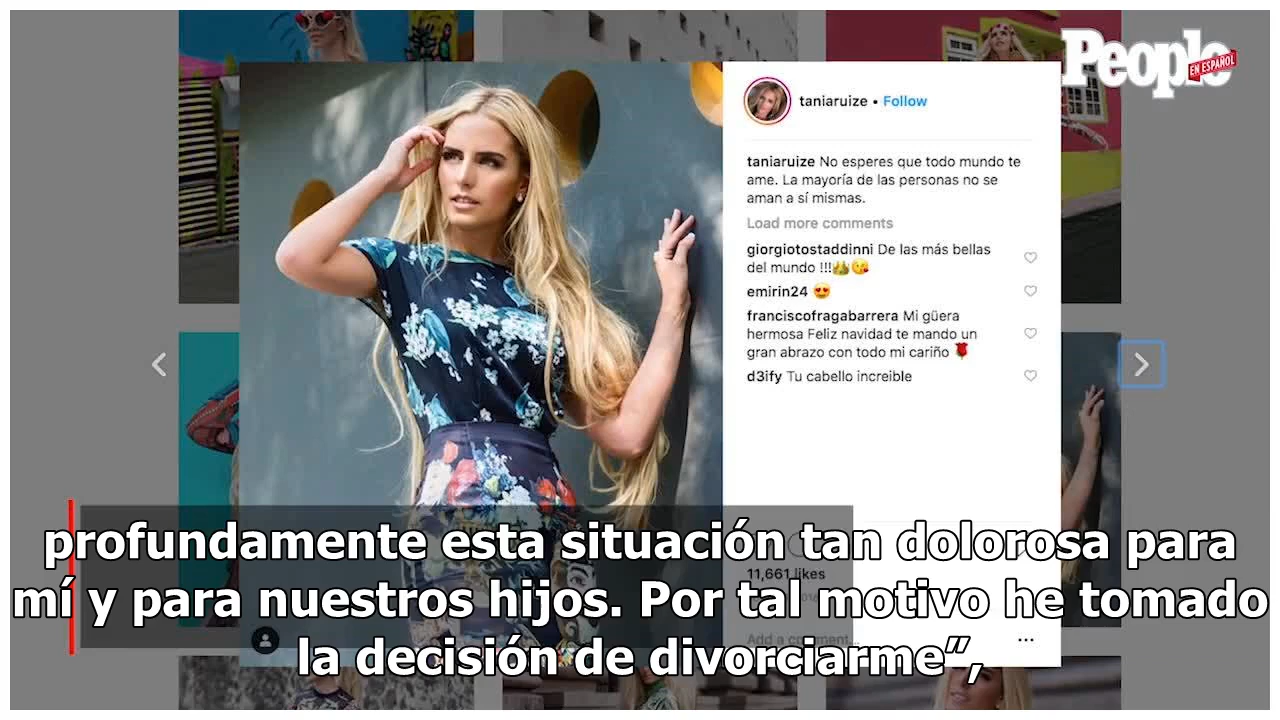 People
EN ESPAÑOL
taniaruize • Follow
taniaruize No esperes que todo mundo te
ame. La mayoría de las personas no se
aman a sí mismas.
Load more comments
giorgiotostaddinni De las más bellas
del mundo !!!👑😘
emirin24 😍
franciscofragabarrera Mi güera
hermosa Feliz navidad te mando un
gran abrazo con todo mi cariño 🌹
d3ify Tu cabello increible
11,661 likes
Add a comment...
profundamente esta situación tan dolorosa para
mí y para nuestros hijos. Por tal motivo he tomado
la decisión de divorciarme”,